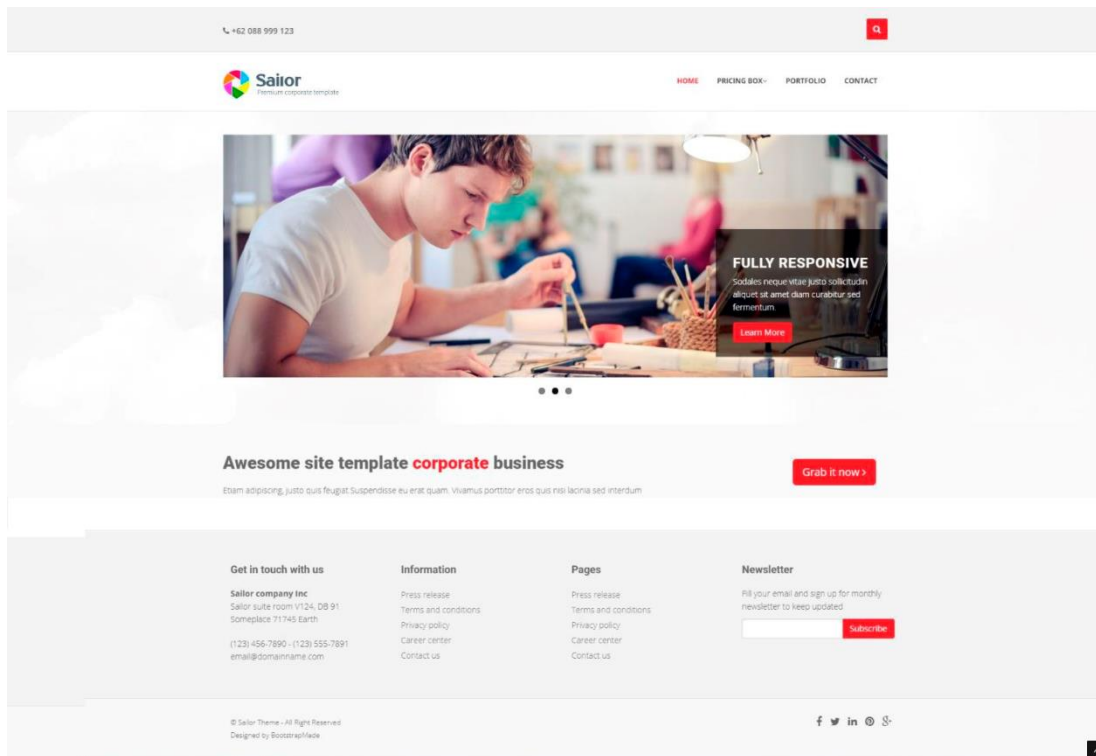 +62 088 999 123
Sailor
Premium corporate template
HOME PRICING BOX PORTFOLIO CONTACT
FULLY RESPONSIVE
Sodales neque vitae justo sollicitudin
aliquet sit amet diam curabitur sed
fermentum.
Learn More
Awesome site template corporate business
Etiam adipiscing, justo quis feugiat Suspendisse eu erat quam. Vivamus porttitor eros quis nisi lacinia sed interdum
Grab it now >
Get in touch with us
Sailor company Inc
Sailor suite room V124, DB 91
Someplace 71745 Earth
(123) 456-7890 - (123) 555-7891
email@domainname.com
Information
Press release
Terms and conditions
Privacy policy
Career center
Contact us
Pages
Press release
Terms and conditions
Privacy policy
Career center
Contact us
Newsletter
Fill your email and sign up for monthly
newsletter to keep updated
Subscribe
© Sailor Theme - All Right Reserved
Designed by BootstrapMade